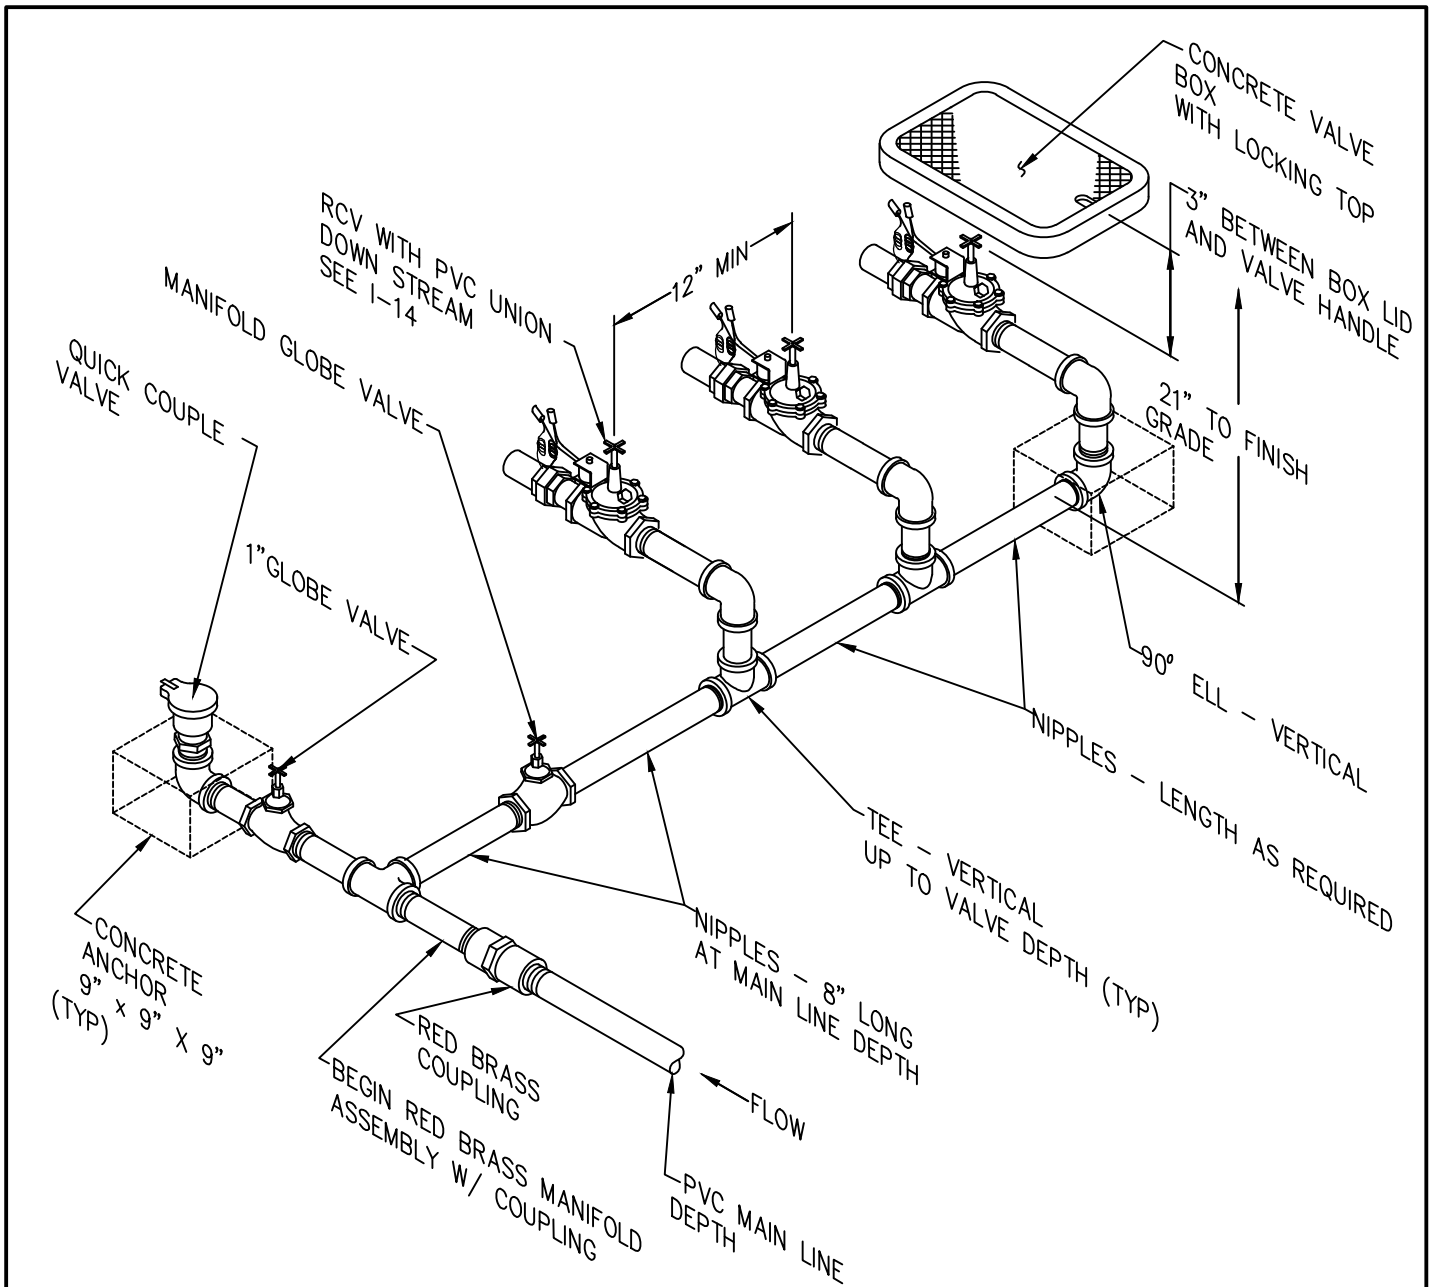 CONCRETE VALVE
BOX
WITH LOCKING TOP
3" BETWEEN BOX LID
AND VALVE HANDLE
RCV WITH PVC UNION
DOWN STREAM
SEE I-14
12" MIN
MANIFOLD GLOBE VALVE
QUICK COUPLE
VALVE
1" GLOBE VALVE
21" TO FINISH
GRADE
90° ELL - VERTICAL
NIPPLES - LENGTH AS REQUIRED
TEE - VERTICAL
UP TO VALVE DEPTH (TYP)
NIPPLES - 8" LONG
AT MAIN LINE DEPTH
CONCRETE
ANCHOR
9" X 9" X 9"
(TYP)
RED BRASS
COUPLING
BEGIN RED BRASS MANIFOLD
ASSEMBLY W/ COUPLING
FLOW
PVC MAIN LINE
DEPTH